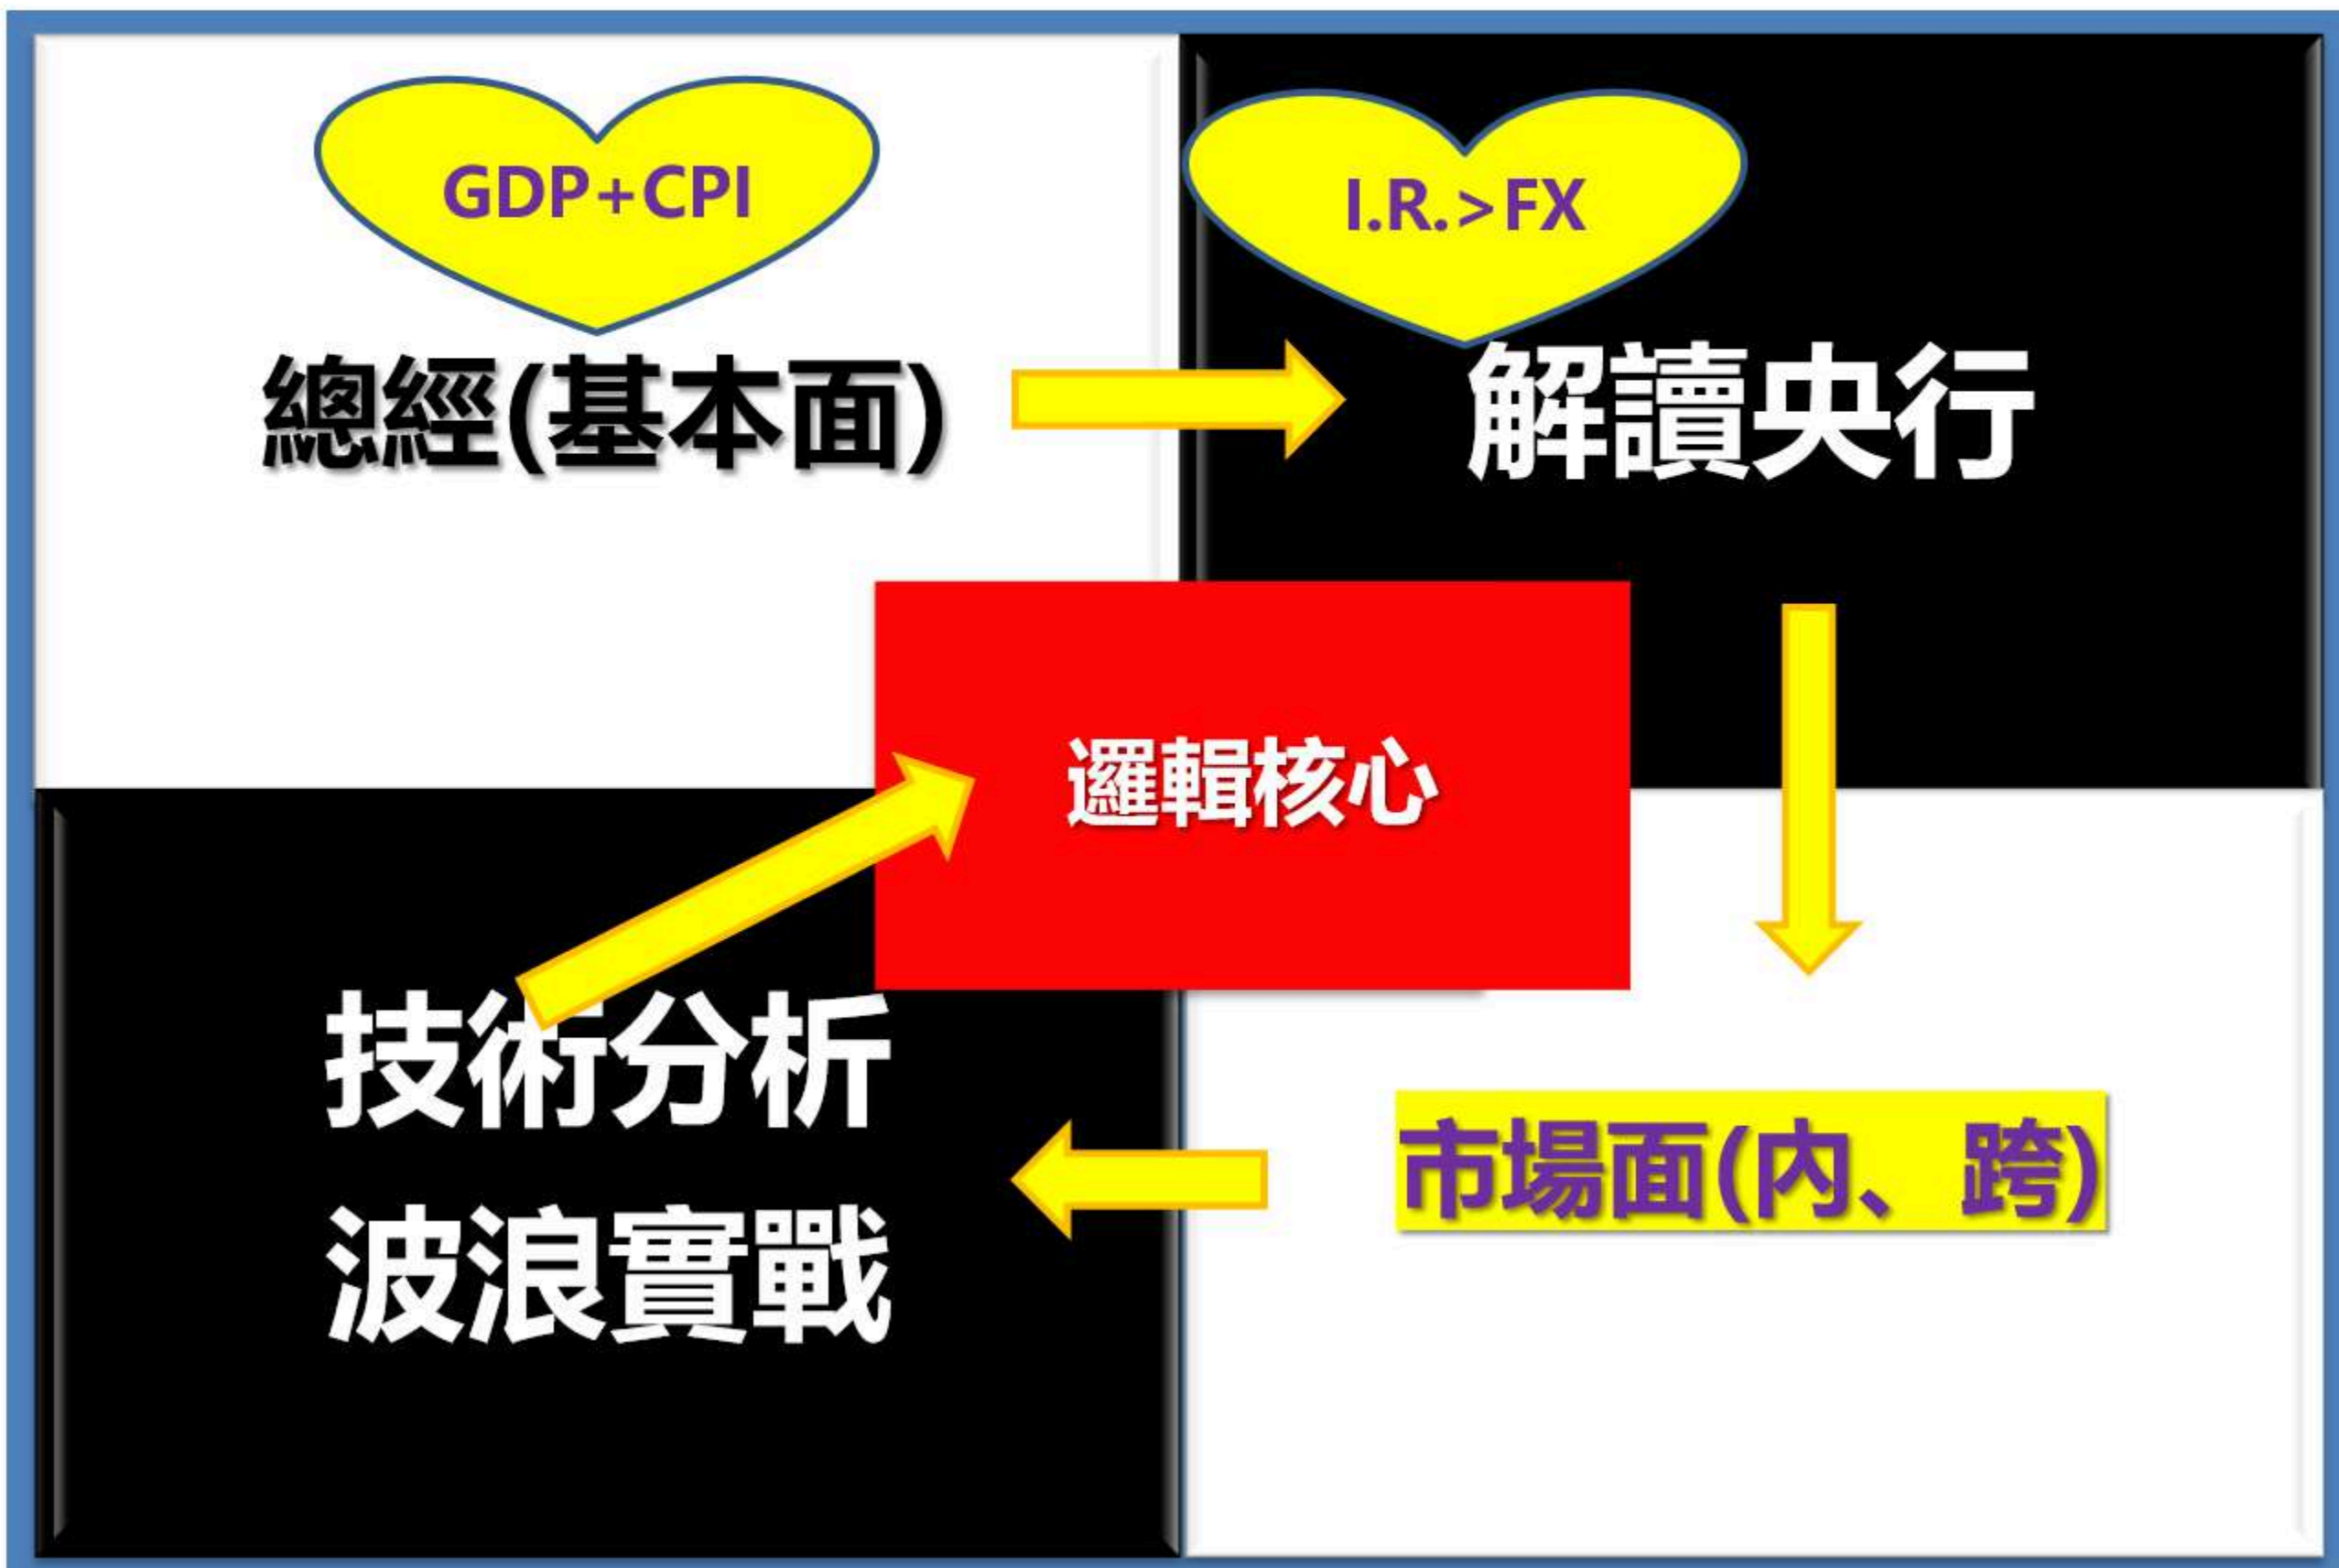 GDP+CPI
總經(基本面)
I.R.>FX
解讀央行
邏輯核心
技術分析
波浪實戰
市場面(內、跨)